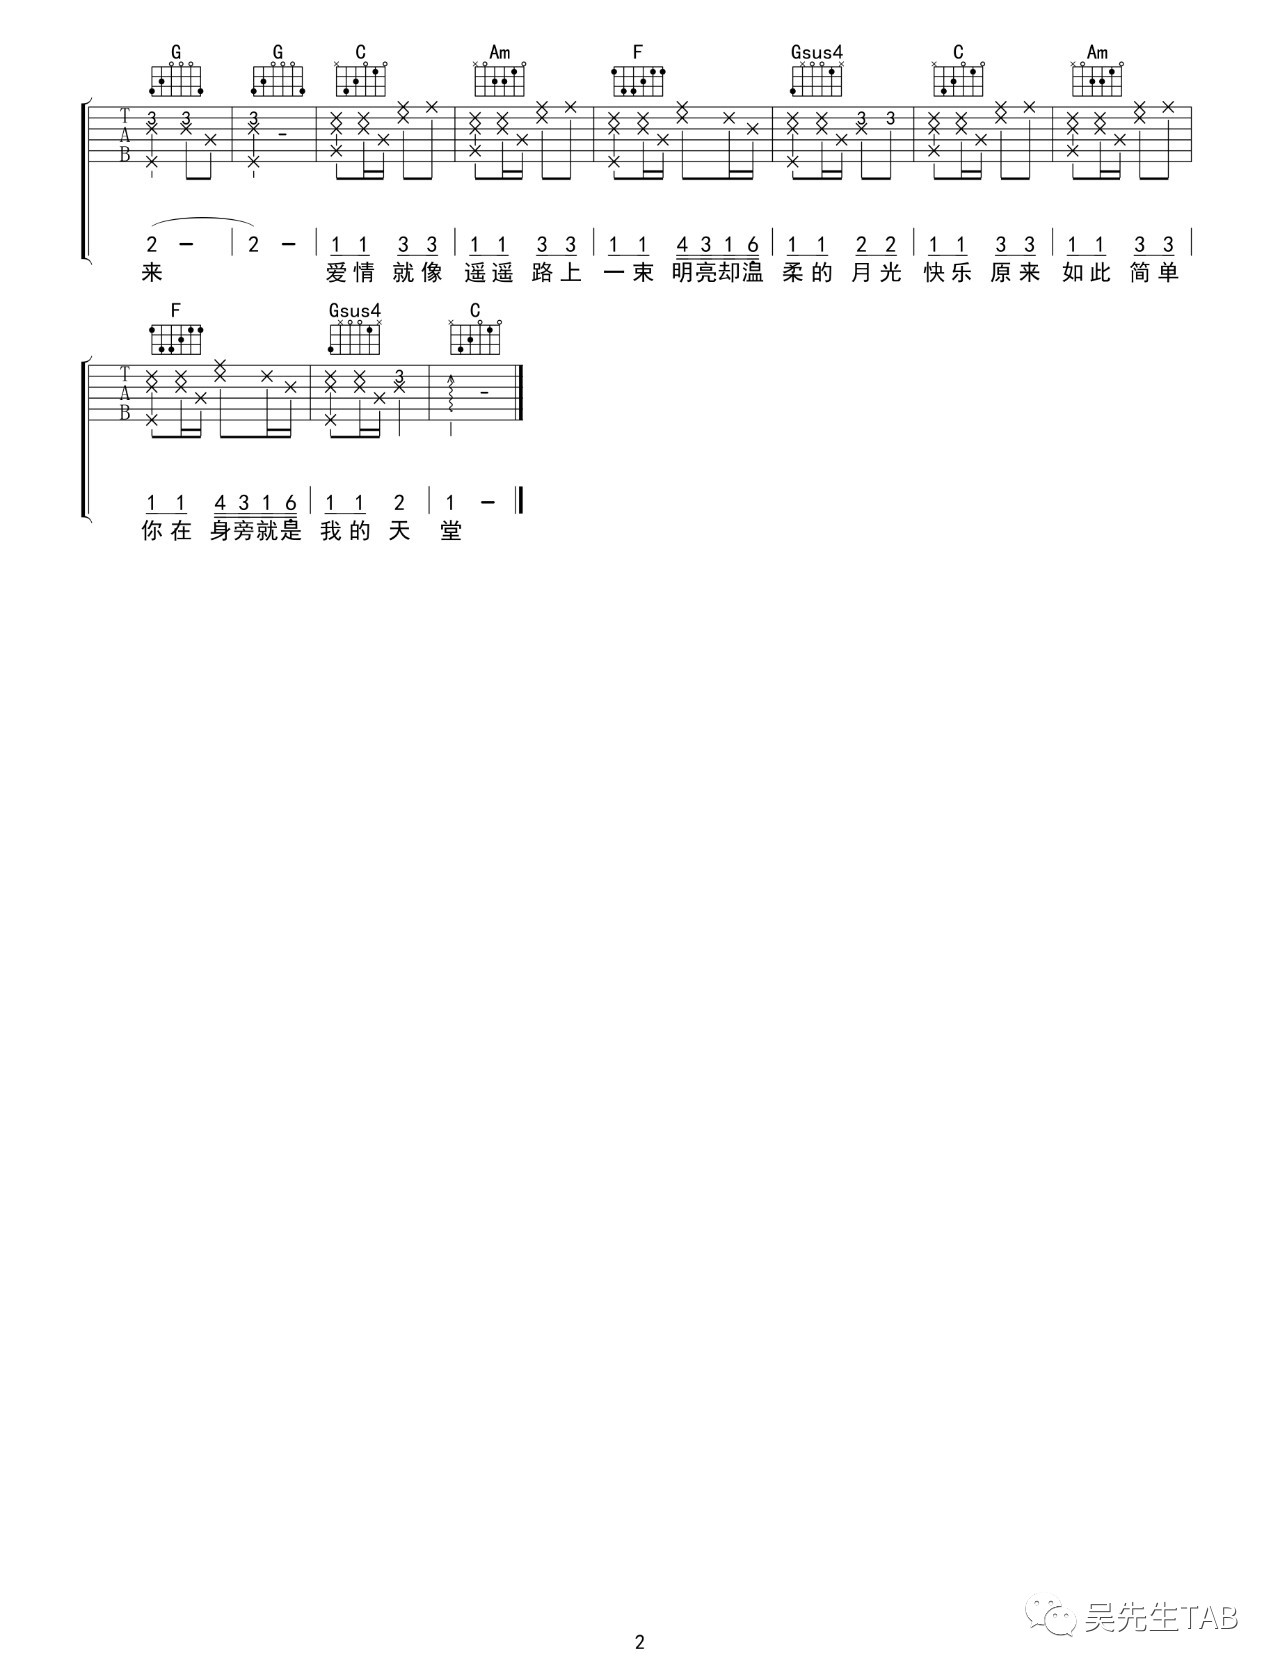 G G C Am F Gsus4 C Am
T 3 3 3 3 3
A
B
2 – 2 – 1 1 3 3 1 1 3 3 1 1 4 3 1 6 1 1 2 2 1 1 3 3 1 1 3 3
来 爱情 就像 遥遥 路上 一束 明亮却温 柔的 月光 快乐 原来 如此 简单
F Gsus4 C
T 3
A
B
1 1 4 3 1 6 1 1 2 1 –
你在 身旁就是 我的 天 堂
吴先生TAB
2